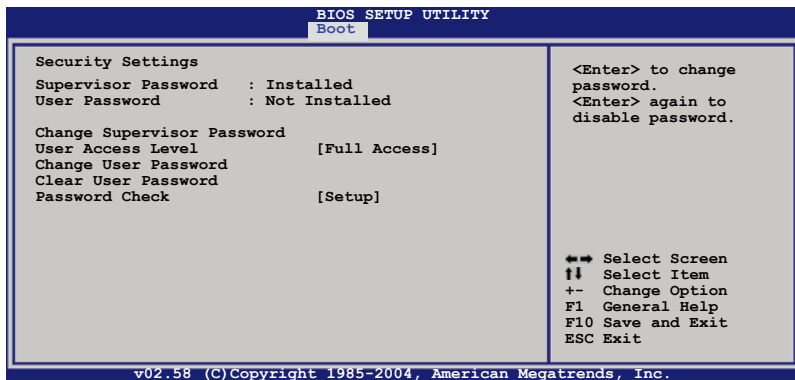 BIOS SETUP UTILITY
Boot
Security Settings
Supervisor Password : Installed
User Password : Not Installed
Change Supervisor Password
User Access Level [Full Access]
Change User Password
Clear User Password
Password Check [Setup]
<Enter> to change
password.
<Enter> again to
disable password.
←→ Select Screen
↑↓ Select Item
+- Change Option
F1 General Help
F10 Save and Exit
ESC Exit
v02.58 (C)Copyright 1985-2004, American Megatrends, Inc.